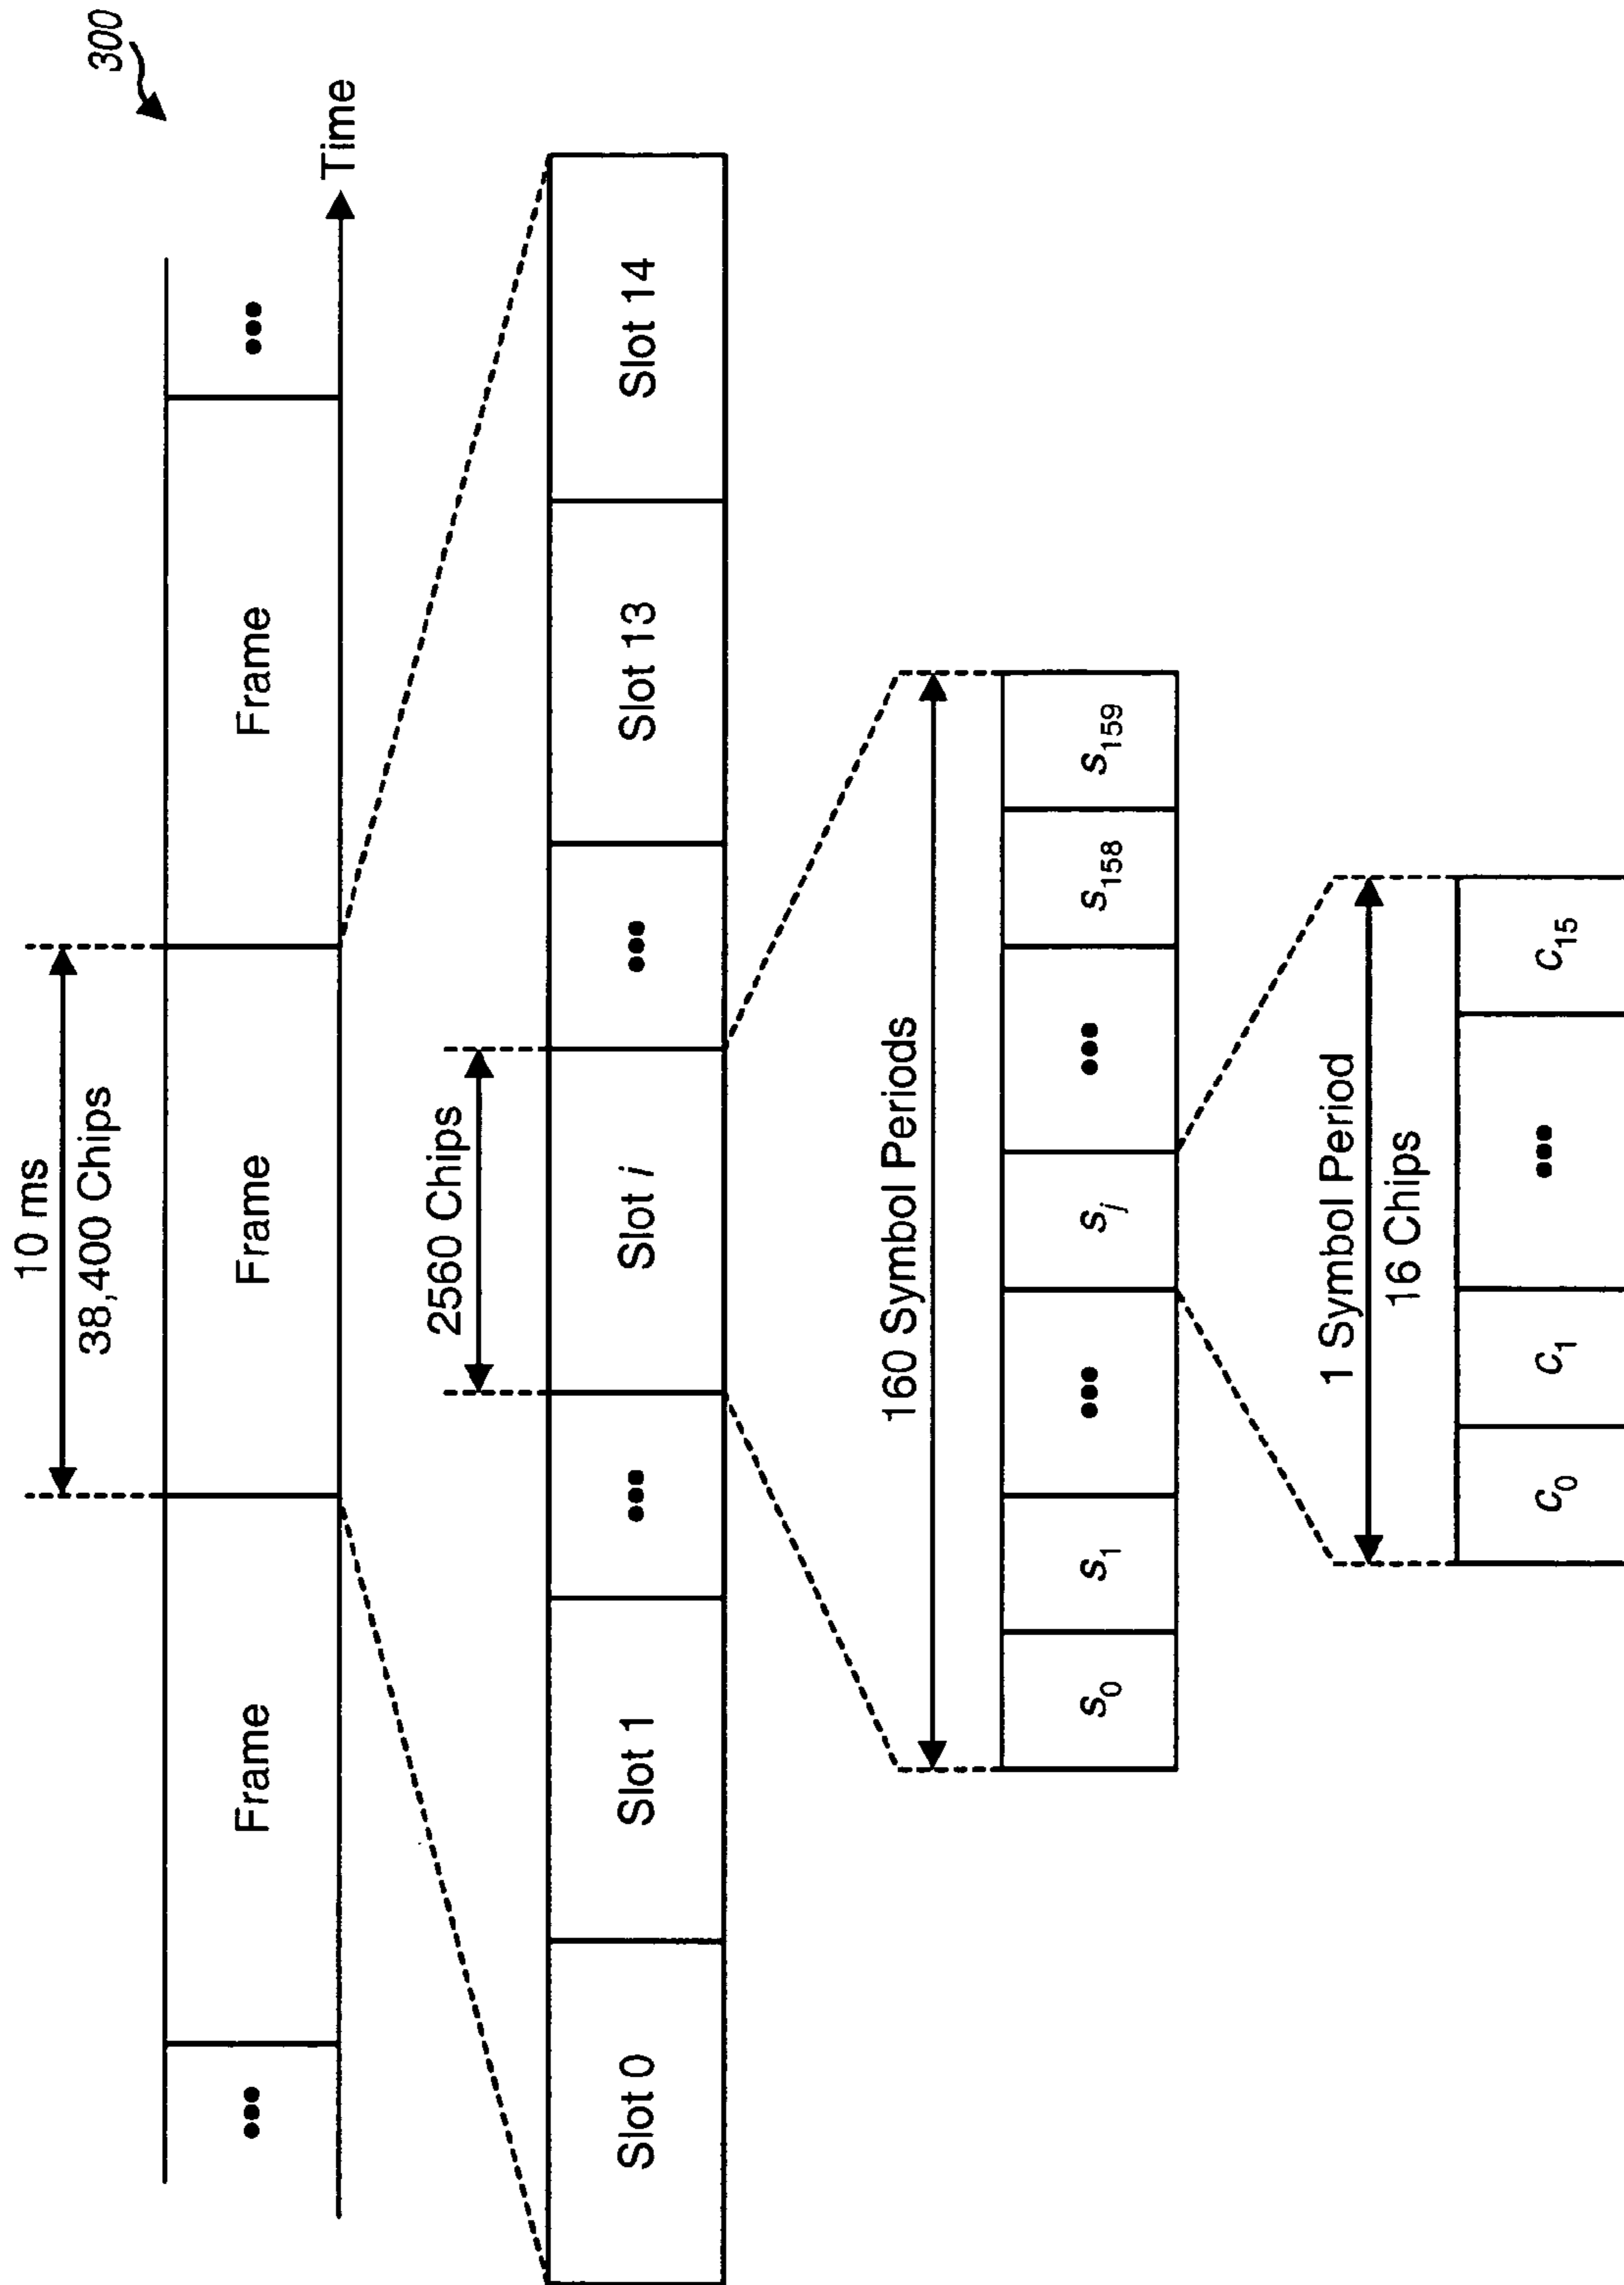 300
10 ms
38,400 Chips
••• Frame Frame Frame •••
Time
2560 Chips
Slot 0 Slot 1 ••• Slot i ••• Slot 13 Slot 14
160 Symbol Periods
s0 s1 ••• sj ••• s158 s159
1 Symbol Period
16 Chips
c0 c1 ••• c15